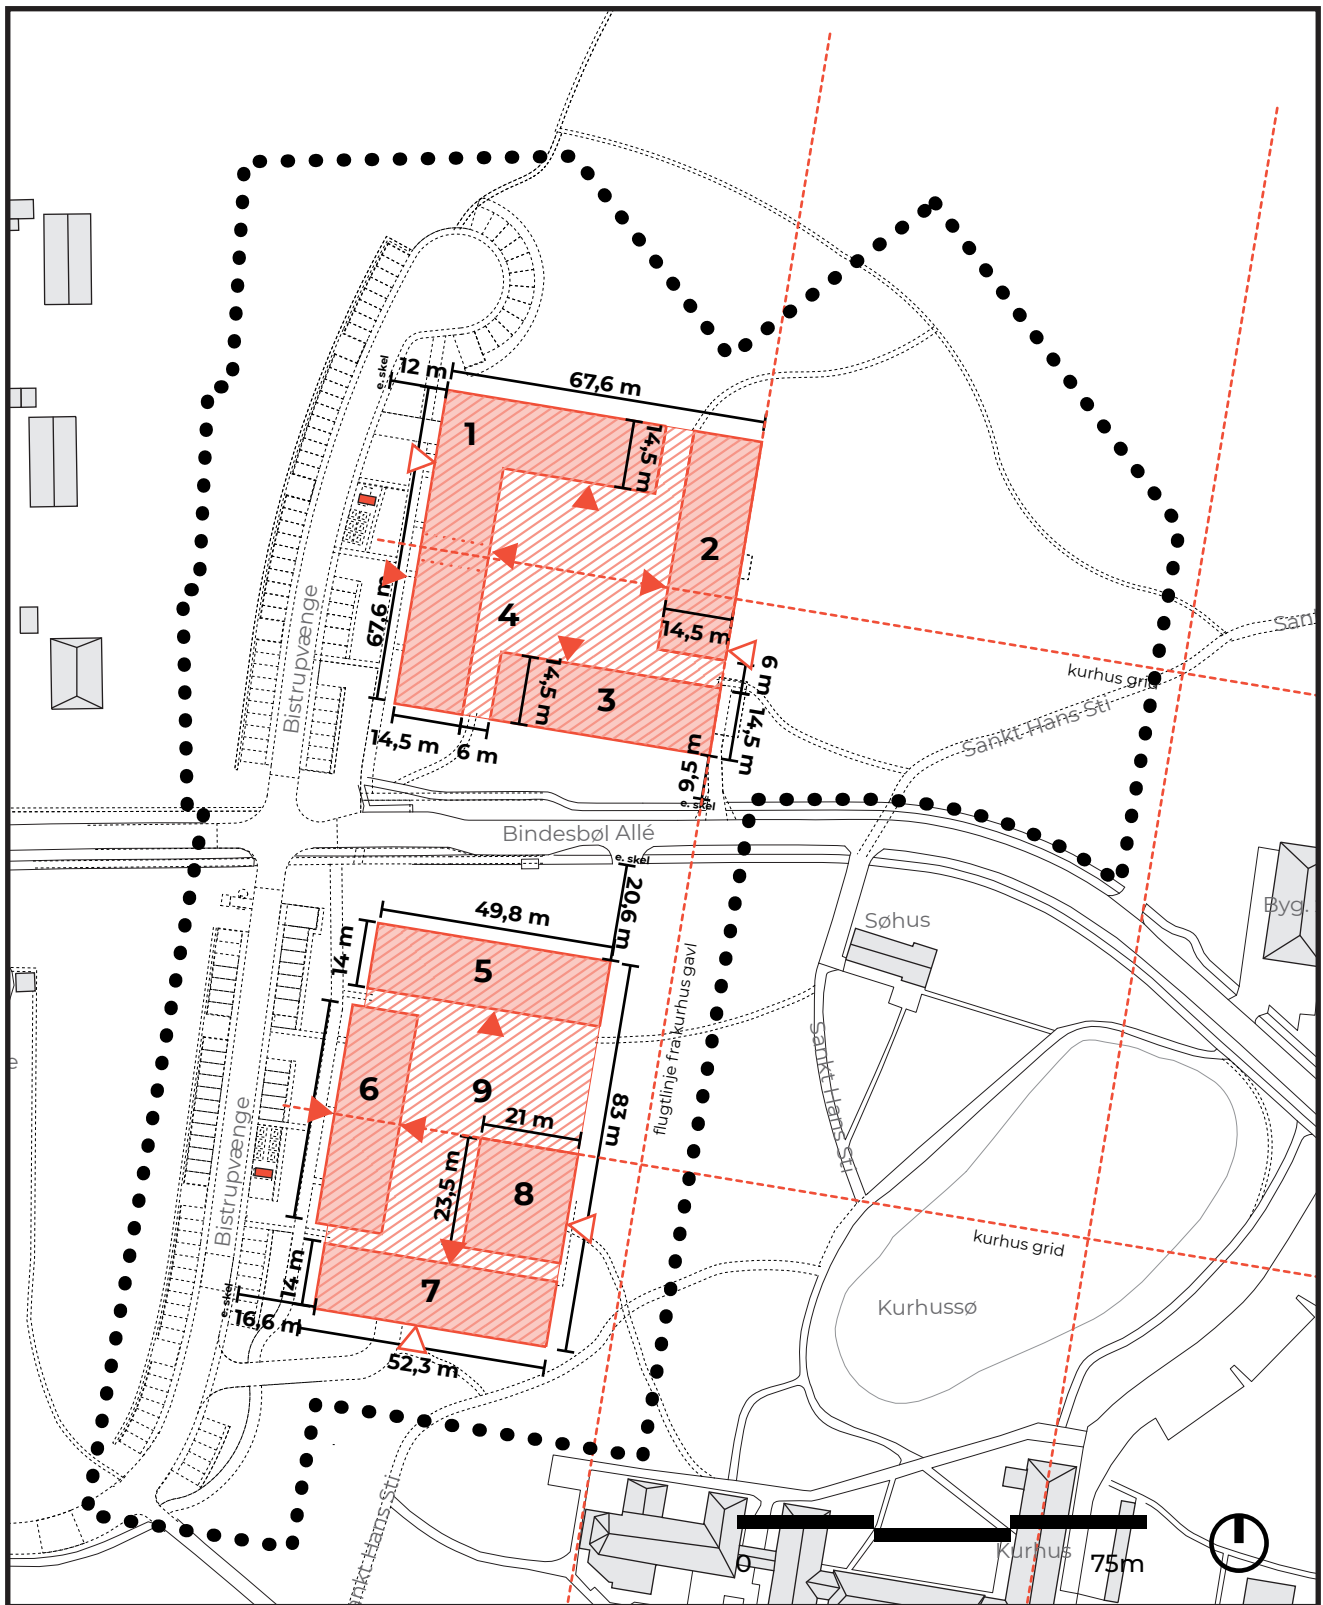 e. skel
12 m
67,6 m
1
14,5 m
2
67,6 m
4
14,5 m
14,5 m
3
6 m
14,5 m
14,5 m
6 m
9,5 m
e. skel
Bistrupvænge
kurhus grid
Sankt Hans Sti
San
Bindesbøl Allé
e. skel
20,6 m
49,8 m
14 m
5
Søhus
Byg.
e
flugtlinje fra kurhus gavl
Sankt Hans Sti
6
9
21 m
83 m
23,5 m
8
Bistrupvænge
14 m
7
e. skel
16,6 m
52,3 m
kurhus grid
Kurhussø
Sankt Hans Sti
Kurhus
0
75m